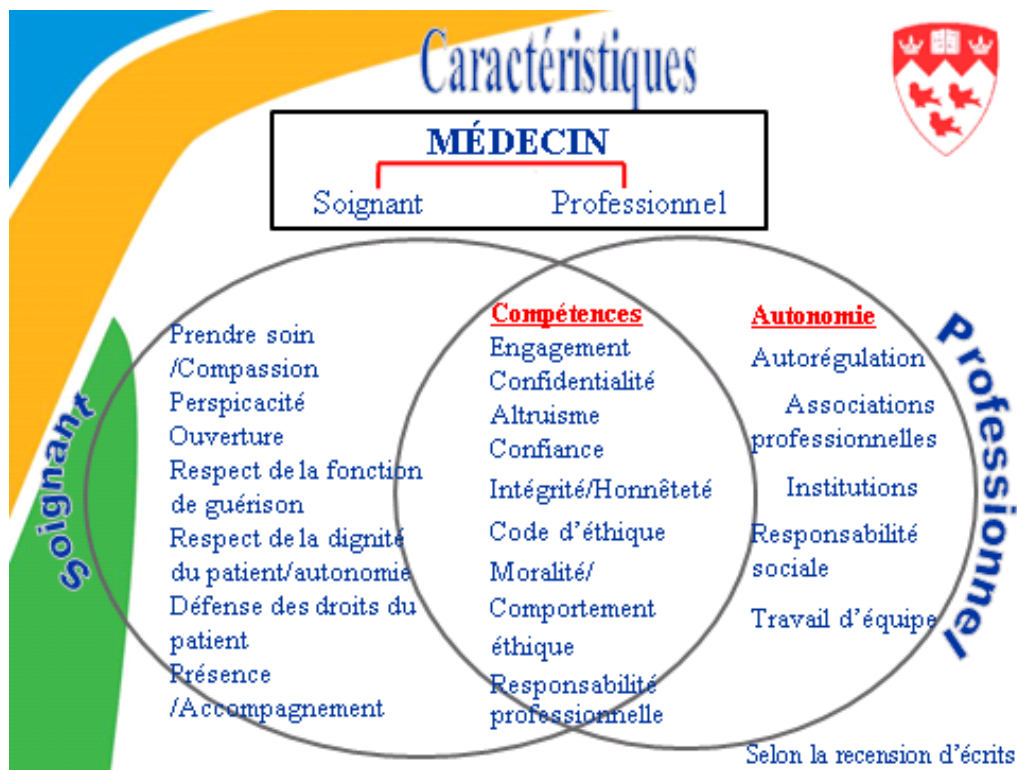 Caractéristiques
MÉDECIN
Soignant Professionnel
Soignant
Prendre soin
/Compassion
Perspicacité
Ouverture
Respect de la fonction
de guérison
Respect de la dignité
du patient/autonomie
Défense des droits du
patient
Présence
/Accompagnement
Compétences
Engagement
Confidentialité
Altruisme
Confiance
Intégrité/Honnêteté
Code d'éthique
Moralité/
Comportement
éthique
Responsabilité
professionnelle
Autonomie
Autorégulation
Associations
professionnelles
Institutions
Responsabilité
sociale
Travail d'équipe
Professionnel
Selon la recension d'écrits